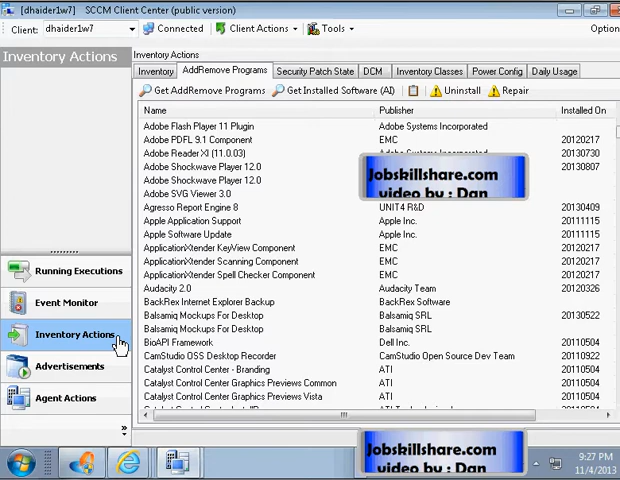 [dhaider1w7] SCCM Client Center (public version)
Client: dhaider1w7 Connected Client Actions Tools Option
Inventory Actions
Inventory Actions
Inventory AddRemove Programs Security Patch State DCM Inventory Classes Power Config Daily Usage
Get AddRemove Programs Get Installed Software (AI) Uninstall Repair
Name Publisher Installed On
Adobe Flash Player 11 Plugin Adobe Systems Incorporated
Adobe PDFL 9.1 Component EMC 20120217
Adobe Reader XI (11.0.03) Adobe Systems Incorporated 20130730
Adobe Shockwave Player 12.0 20130807
Adobe Shockwave Player 12.0
Adobe SVG Viewer 3.0
Jobskillshare.com
video by : Dan
Agresso Report Engine 8 UNIT4 R&D 20130409
Apple Application Support Apple Inc. 20111115
Apple Software Update Apple Inc. 20111115
ApplicationXtender KeyView Component EMC 20120217
ApplicationXtender Scanning Component EMC 20120217
ApplicationXtender Spell Checker Component EMC 20120217
Audacity 2.0 Audacity Team 20120326
BackRex Internet Explorer Backup BackRex Software
Balsamiq Mockups For Desktop Balsamiq SRL 20130522
Balsamiq Mockups For Desktop Balsamiq SRL
BioAPI Framework Dell Inc. 20110504
CamStudio OSS Desktop Recorder CamStudio Open Source Dev Team 20110922
Catalyst Control Center - Branding ATI 20110504
Catalyst Control Center Graphics Previews Common ATI 20110504
Catalyst Control Center Graphics Previews Vista ATI 20110504
Running Executions
Event Monitor
Inventory Actions
Advertisements
Agent Actions
Jobskillshare.com
video by : Dan
9:27 PM
11/4/2013